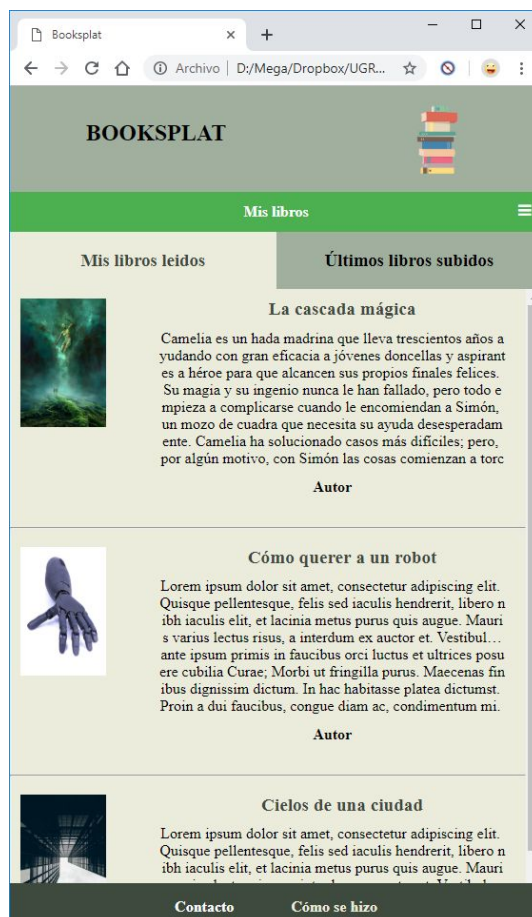 Booksplat
Archivo | D:/Mega/Dropbox/UGR...
BOOKSPLAT
Mis libros
Mis libros leidos
Últimos libros subidos
La cascada mágica
Camelia es un hada madrina que lleva trescientos años a
yudando con gran eficacia a jóvenes doncellas y aspirant
es a héroe para que alcancen sus propios finales felices.
Su magia y su ingenio nunca le han fallado, pero todo e
mpieza a complicarse cuando le encomiendan a Simón,
un mozo de cuadra que necesita su ayuda desesperadam
ente. Camelia ha solucionado casos más difíciles; pero,
por algún motivo, con Simón las cosas comienzan a torc
Autor
Cómo querer a un robot
Lorem ipsum dolor sit amet, consectetur adipiscing elit.
Quisque pellentesque, felis sed iaculis hendrerit, libero n
ibh iaculis elit, et lacinia metus purus quis augue. Mauri
s varius lectus risus, a interdum ex auctor et. Vestibul…
ante ipsum primis in faucibus orci luctus et ultrices posu
ere cubilia Curae; Morbi ut fringilla purus. Maecenas fin
ibus dignissim dictum. In hac habitasse platea dictumst.
Proin a dui faucibus, congue diam ac, condimentum mi.
Autor
Cielos de una ciudad
Lorem ipsum dolor sit amet, consectetur adipiscing elit.
Quisque pellentesque, felis sed iaculis hendrerit, libero n
ibh iaculis elit, et lacinia metus purus quis augue. Mauri
Contacto
Cómo se hizo